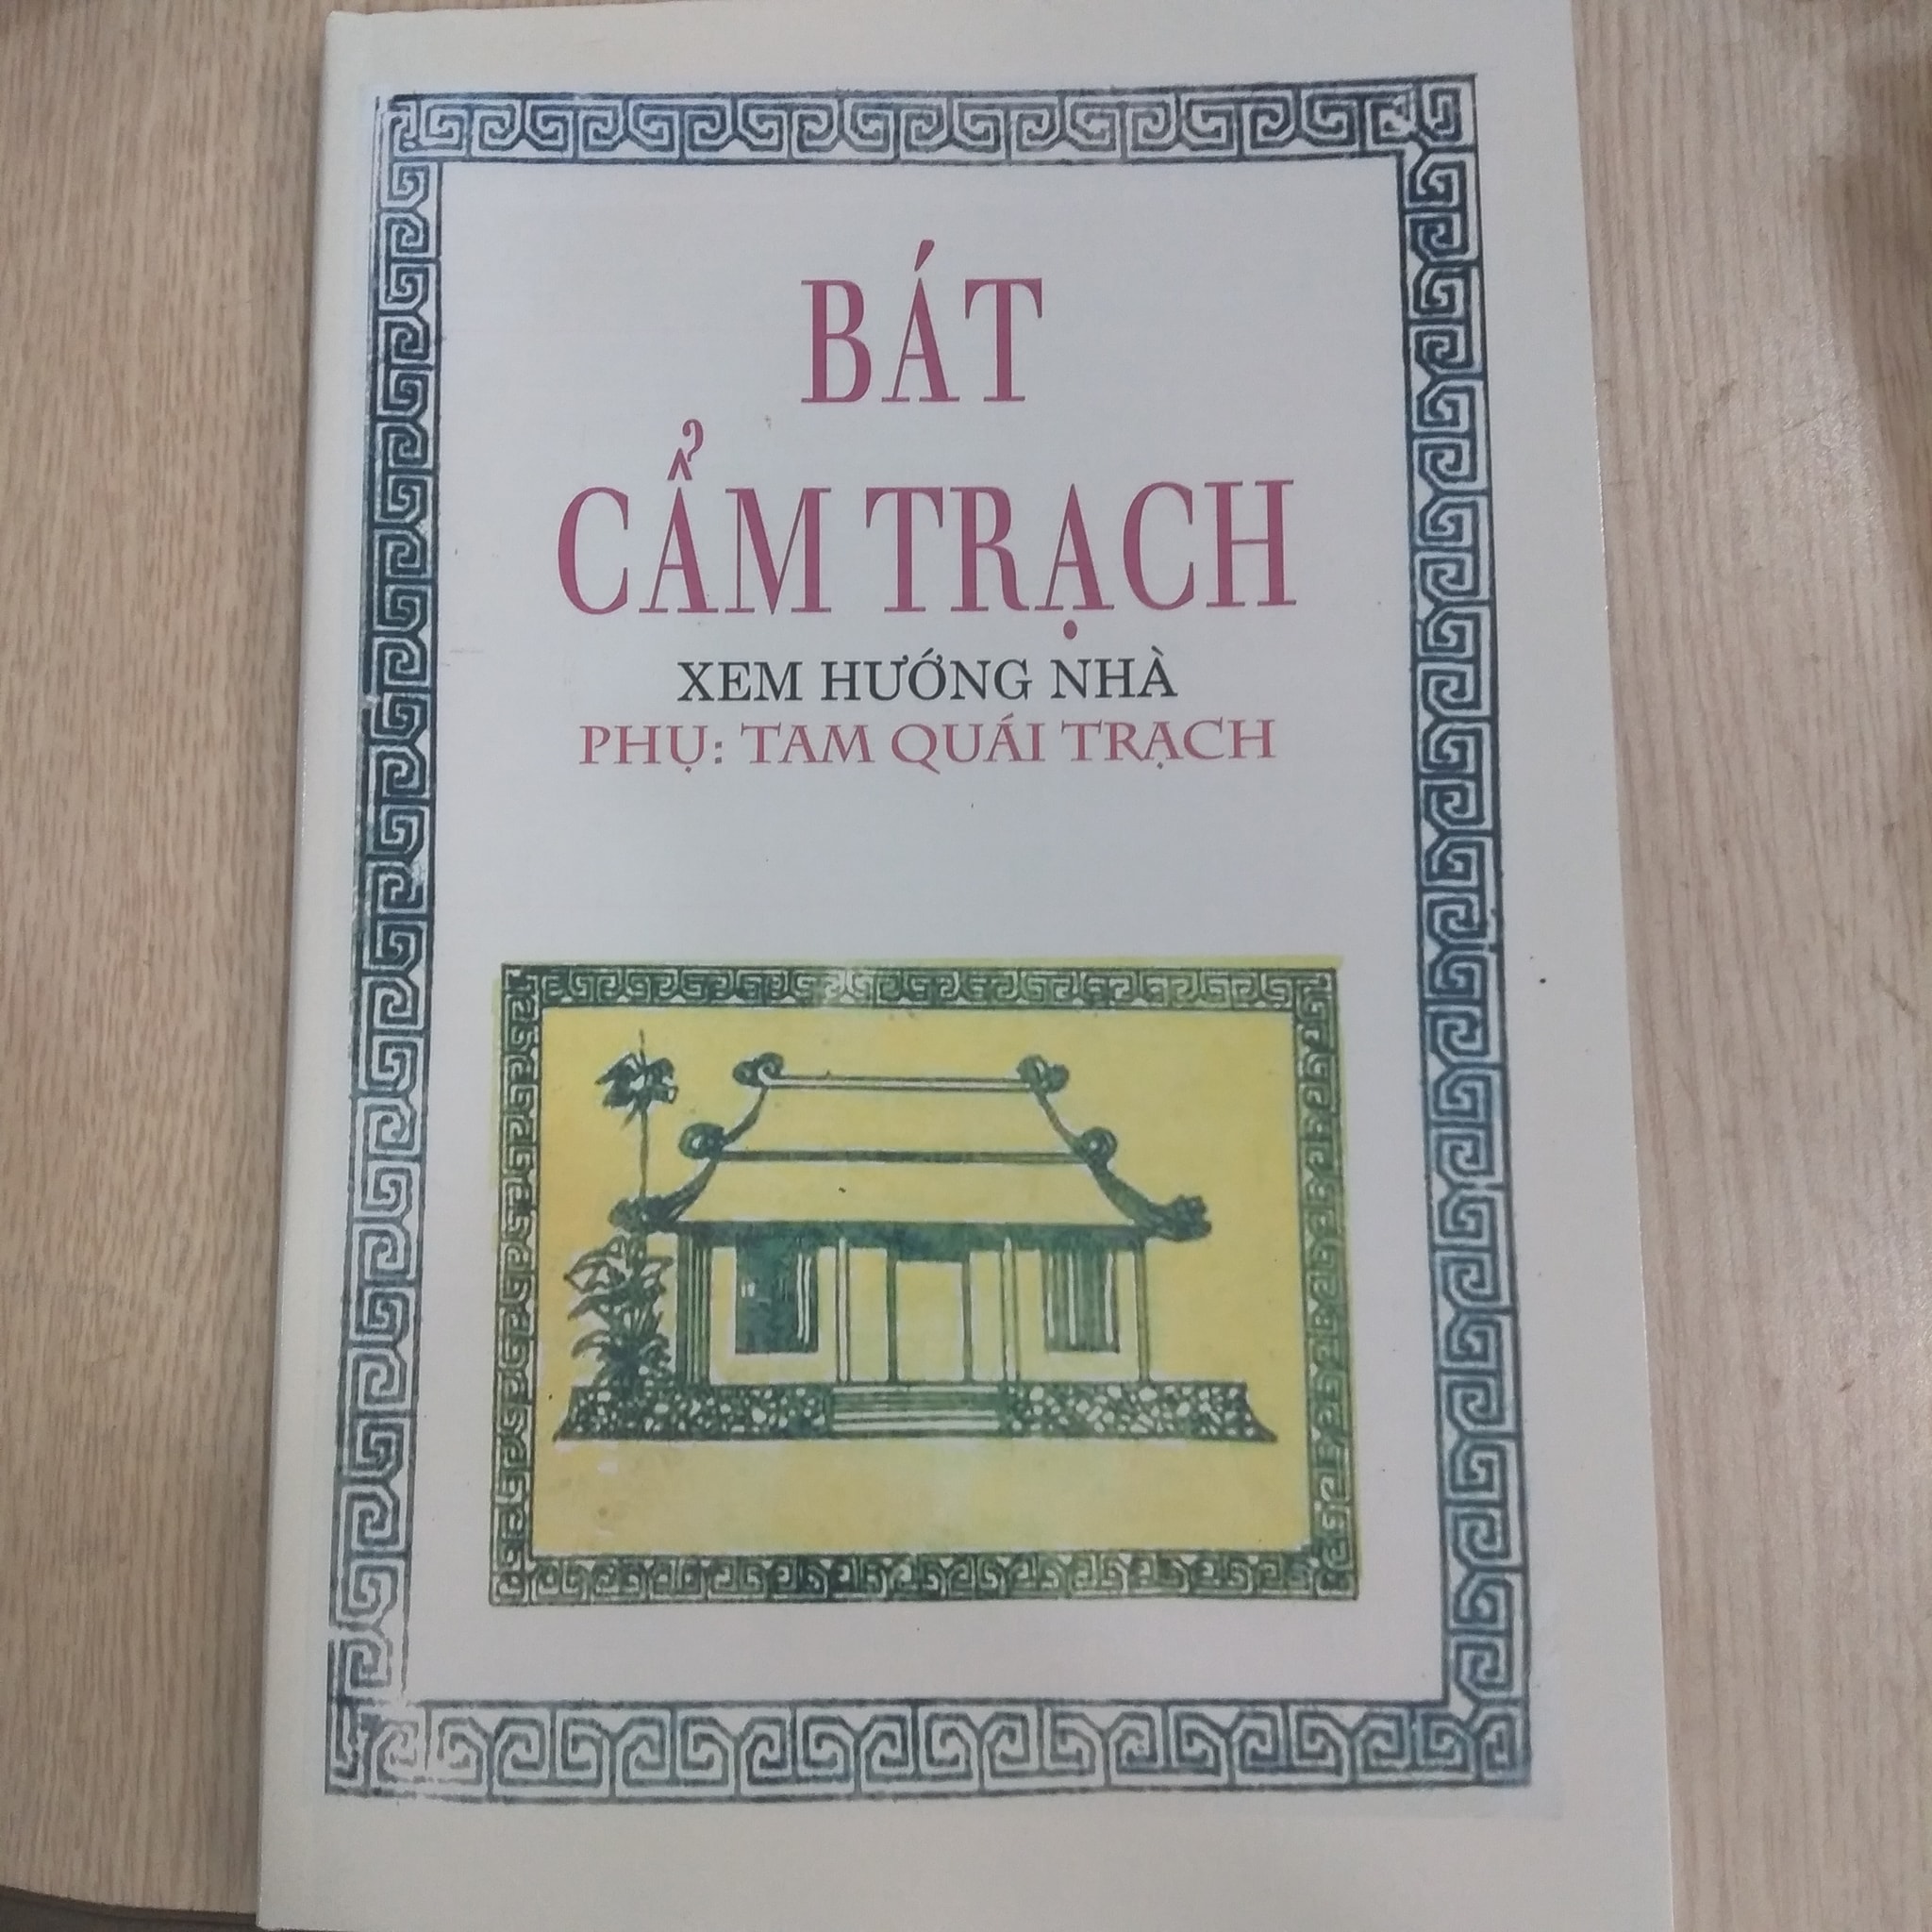 BÁT
CẨM TRẠCH
XEM HƯỚNG NHÀ
PHỤ: TAM QUÁI TRẠCH